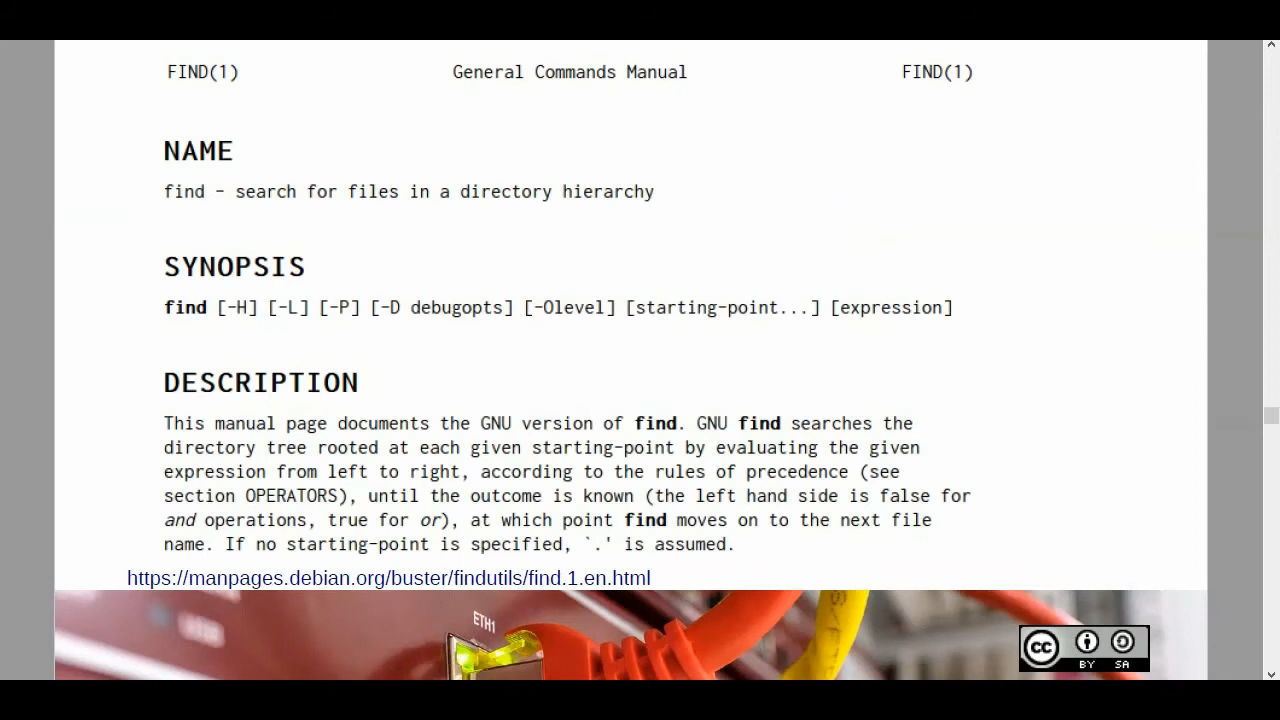 FIND(1) General Commands Manual FIND(1)
NAME
find - search for files in a directory hierarchy
SYNOPSIS
find [-H] [-L] [-P] [-D debugopts] [-Olevel] [starting-point...] [expression]
DESCRIPTION
This manual page documents the GNU version of find. GNU find searches the
directory tree rooted at each given starting-point by evaluating the given
expression from left to right, according to the rules of precedence (see
section OPERATORS), until the outcome is known (the left hand side is false for
and operations, true for or), at which point find moves on to the next file
name. If no starting-point is specified, `.' is assumed.
https://manpages.debian.org/buster/findutils/find.1.en.html
ETH1
CC BY SA